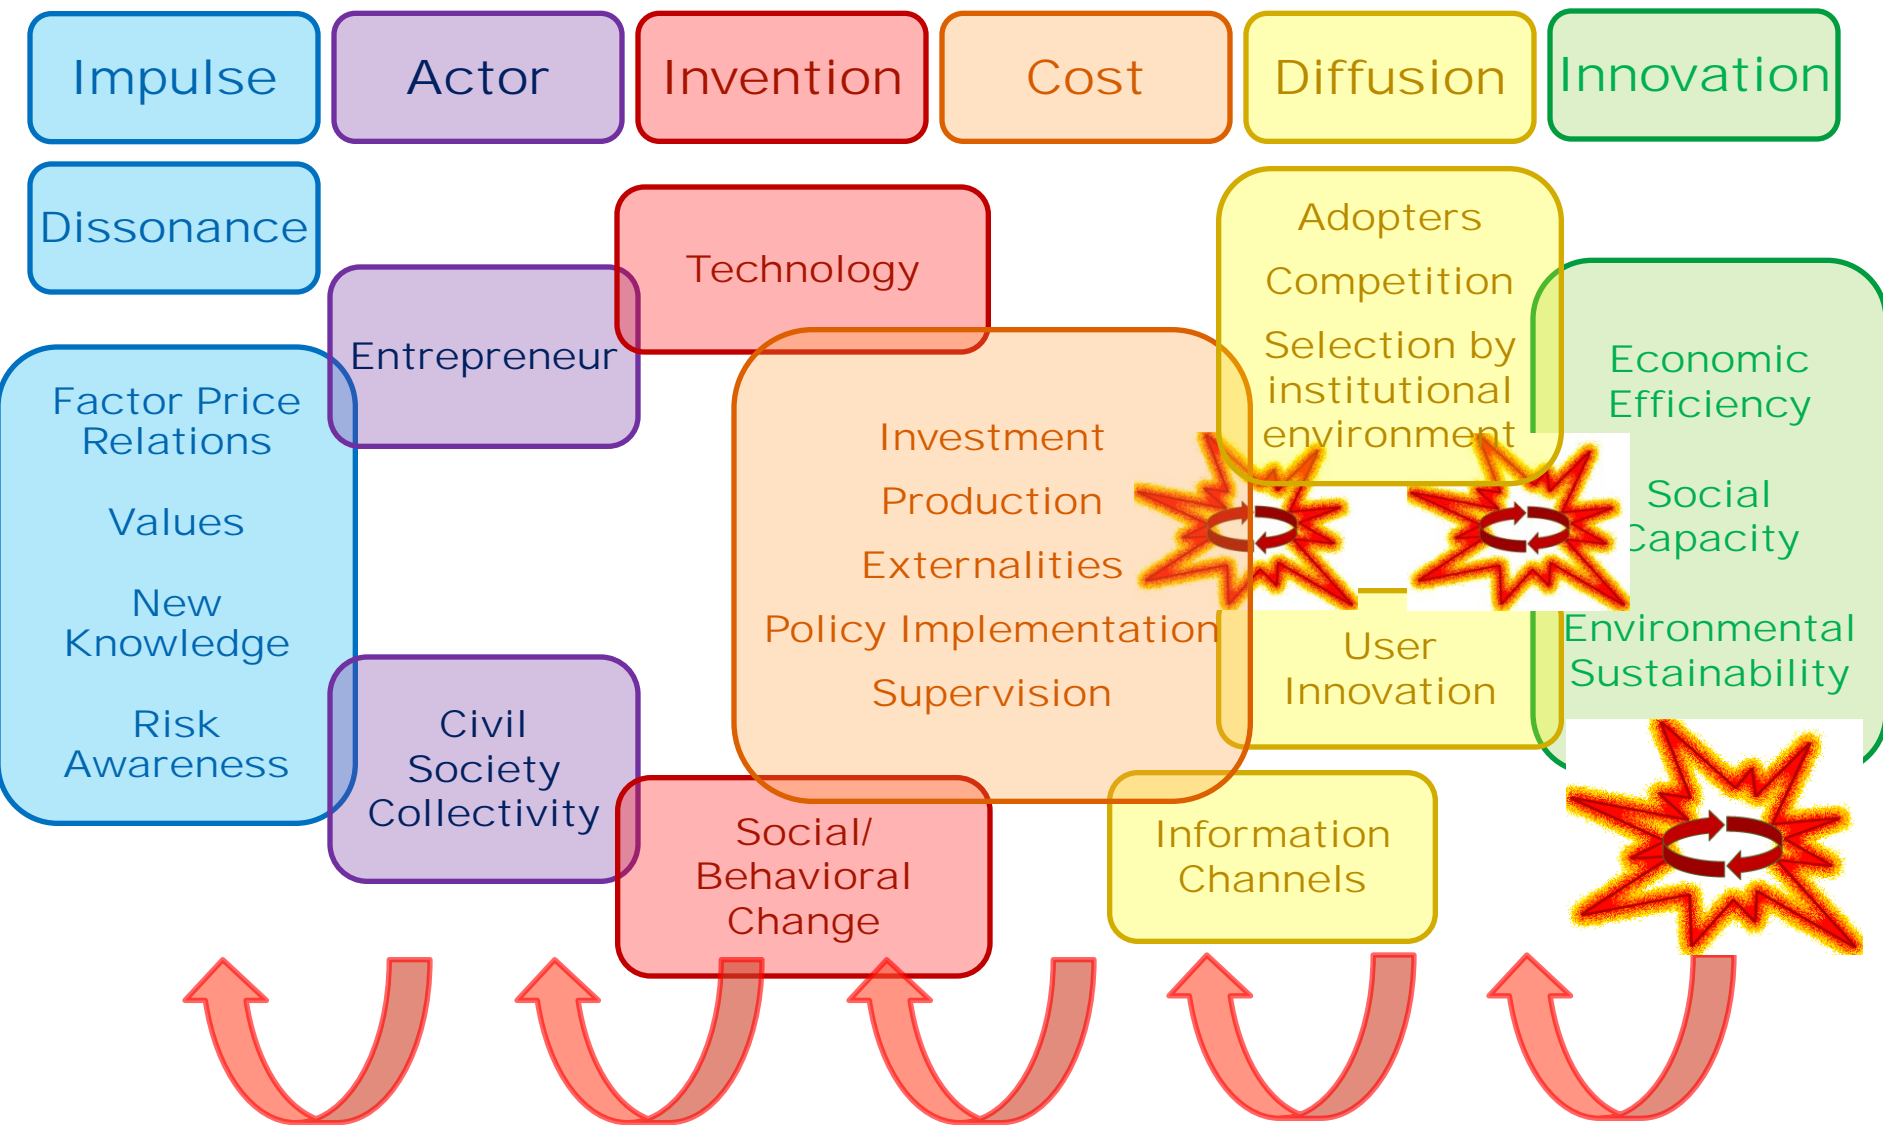 Impulse
Actor
Invention
Cost
Diffusion
Innovation
Dissonance
Factor Price
Relations
Values
New
Knowledge
Risk
Awareness
Entrepreneur
Civil
Society
Collectivity
Technology
Social/
Behavioral
Change
Investment
Production
Externalities
Policy Implementation
Supervision
Adopters
Competition
Selection by
institutional
environment
User
Innovation
Information
Channels
Economic
Efficiency
Social
Capacity
Environmental
Sustainability